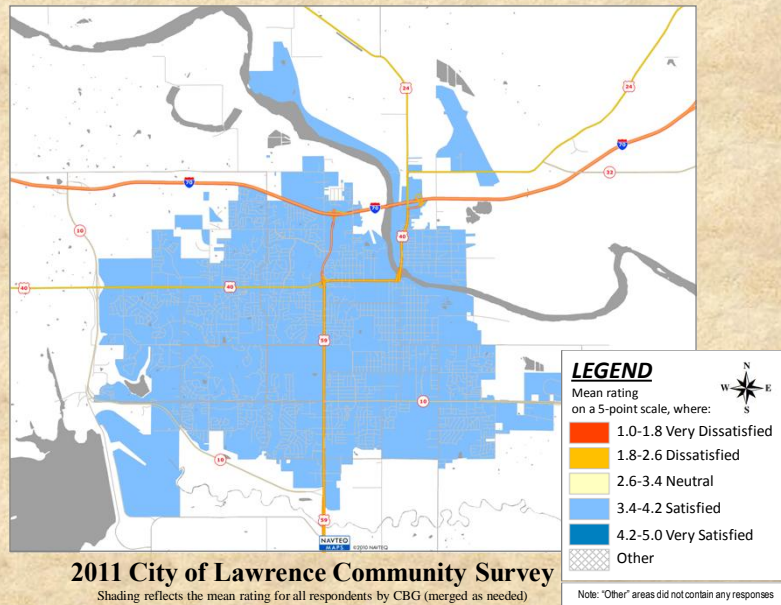 24
24
70
32
70
70
10
40
40
40
59
10
10
59
NAVTEQ
MAPS ©2010 NAVTEQ
LEGEND
Mean rating
on a 5-point scale, where:
N
W E
S
1.0-1.8 Very Dissatisfied
1.8-2.6 Dissatisfied
2.6-3.4 Neutral
3.4-4.2 Satisfied
4.2-5.0 Very Satisfied
Other
2011 City of Lawrence Community Survey
Shading reflects the mean rating for all respondents by CBG (merged as needed)
Note: "Other" areas did not contain any responses